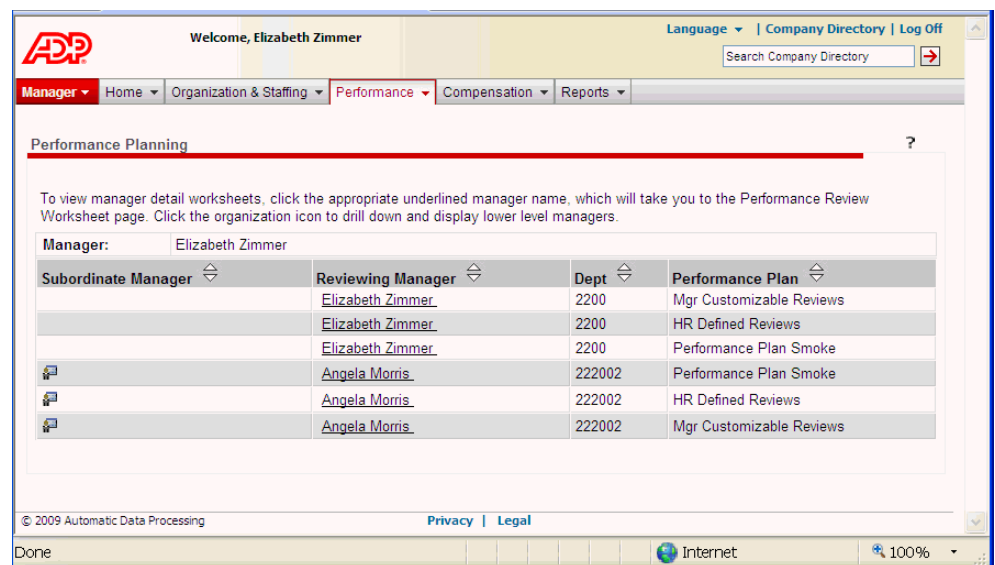 Language | Company Directory | Log Off
ADP
Welcome, Elizabeth Zimmer
Search Company Directory
Manager Home Organization & Staffing Performance Compensation Reports
Performance Planning ?
To view manager detail worksheets, click the appropriate underlined manager name, which will take you to the Performance Review
Worksheet page. Click the organization icon to drill down and display lower level managers.
Manager: Elizabeth Zimmer
Subordinate Manager Reviewing Manager Dept Performance Plan
Elizabeth Zimmer 2200 Mgr Customizable Reviews
Elizabeth Zimmer 2200 HR Defined Reviews
Elizabeth Zimmer 2200 Performance Plan Smoke
Angela Morris 222002 Performance Plan Smoke
Angela Morris 222002 HR Defined Reviews
Angela Morris 222002 Mgr Customizable Reviews
© 2009 Automatic Data Processing Privacy | Legal
Done Internet 100%